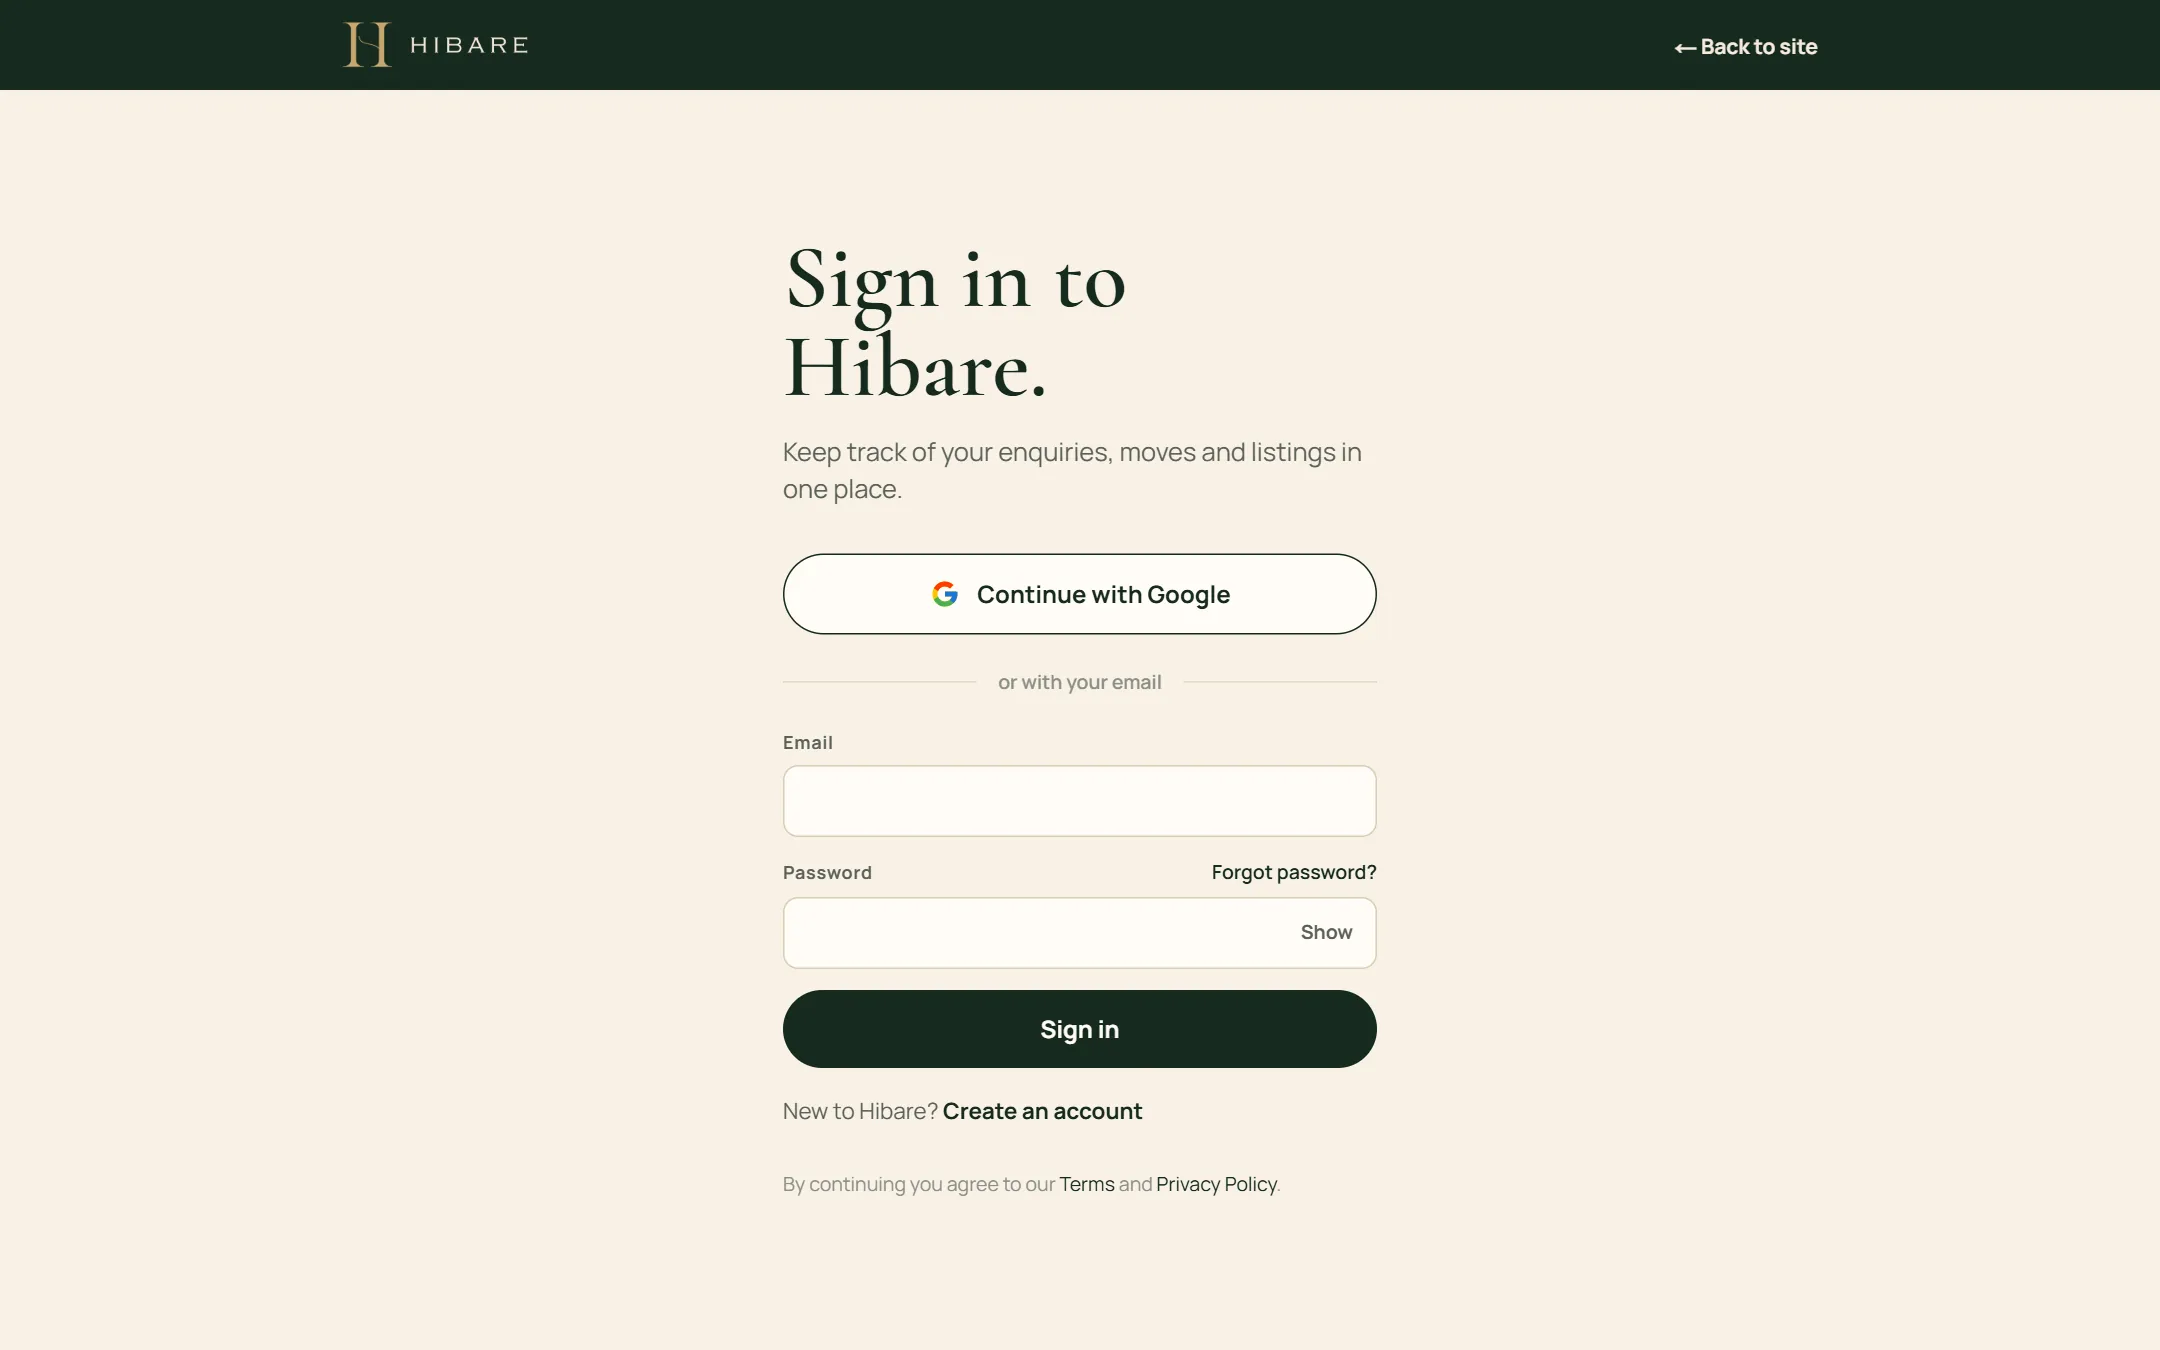 HIBARE
← Back to site
Sign in to
Hibare.
Keep track of your enquiries, moves and listings in
one place.
Continue with Google
or with your email
Email
Password
Forgot password?
Show
Sign in
New to Hibare? Create an account
By continuing you agree to our Terms and Privacy Policy.